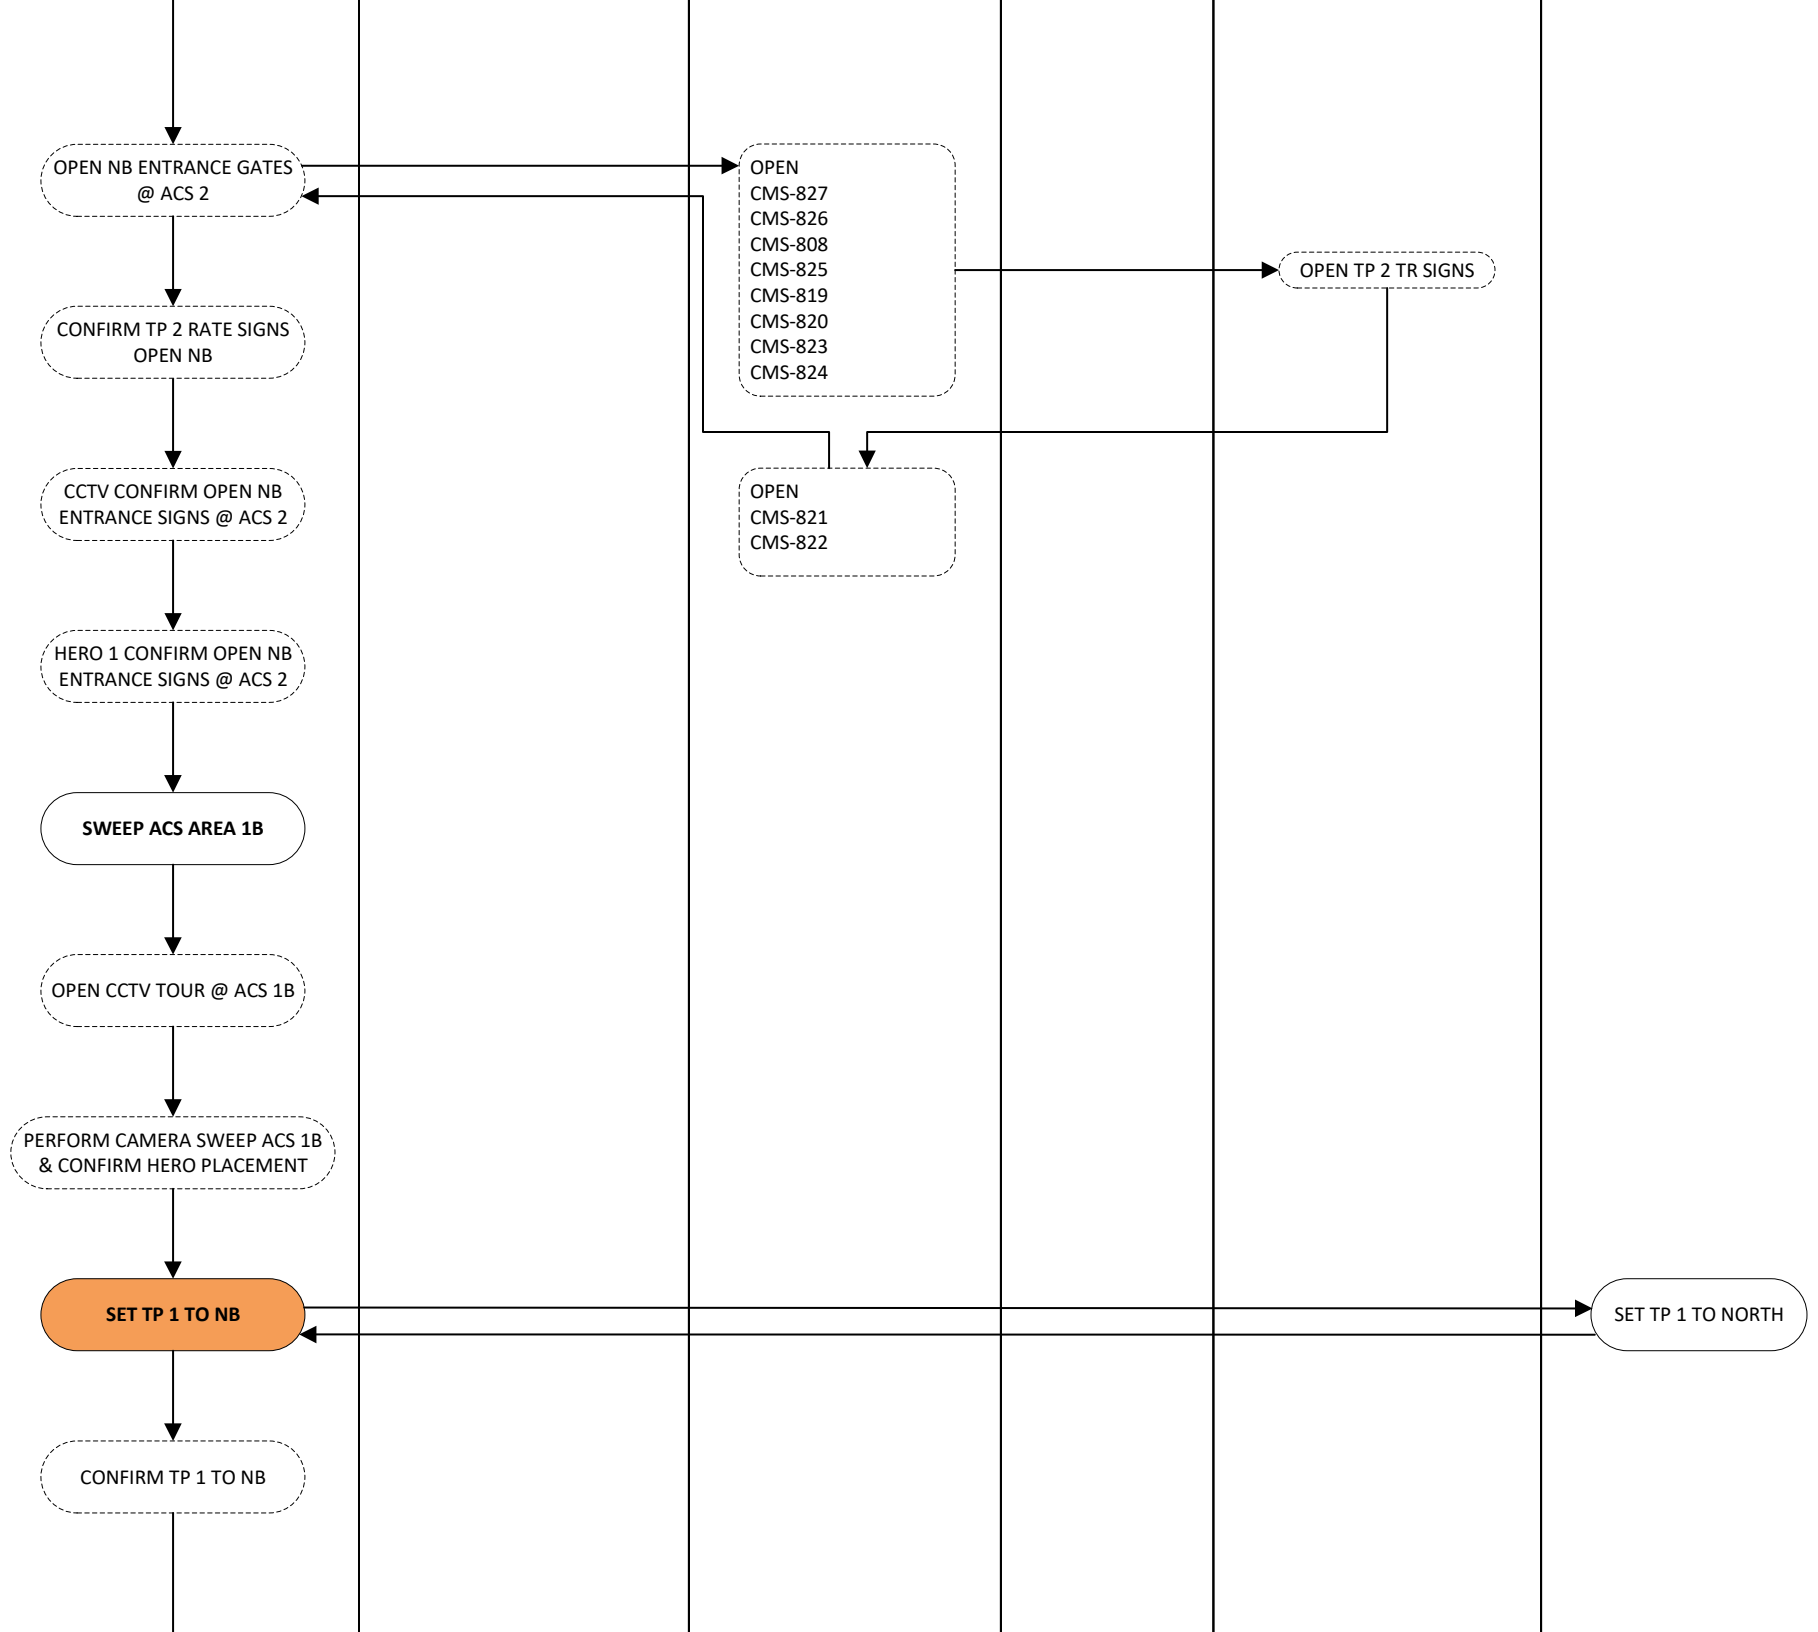 OPEN NB ENTRANCE GATES
@ ACS 2
OPEN
CMS-827
CMS-826
CMS-808
CMS-825
CMS-819
CMS-820
CMS-823
CMS-824
OPEN TP 2 TR SIGNS
CONFIRM TP 2 RATE SIGNS
OPEN NB
CCTV CONFIRM OPEN NB
ENTRANCE SIGNS @ ACS 2
OPEN
CMS-821
CMS-822
HERO 1 CONFIRM OPEN NB
ENTRANCE SIGNS @ ACS 2
SWEEP ACS AREA 1B
OPEN CCTV TOUR @ ACS 1B
PERFORM CAMERA SWEEP ACS 1B
& CONFIRM HERO PLACEMENT
SET TP 1 TO NB
SET TP 1 TO NORTH
CONFIRM TP 1 TO NB